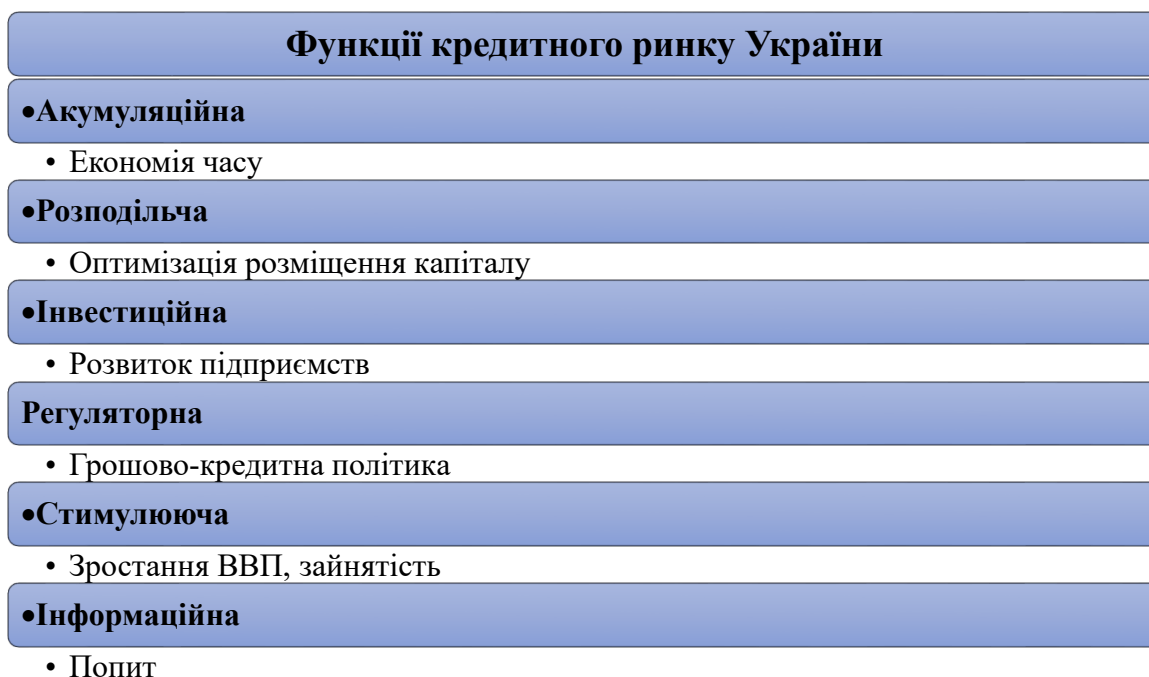 Функції кредитного ринку України
•Акумуляційна
• Економія часу
•Розподільча
• Оптимізація розміщення капіталу
•Інвестиційна
• Розвиток підприємств
Регуляторна
• Грошово-кредитна політика
•Стимулююча
• Зростання ВВП, зайнятість
•Інформаційна
• Попит